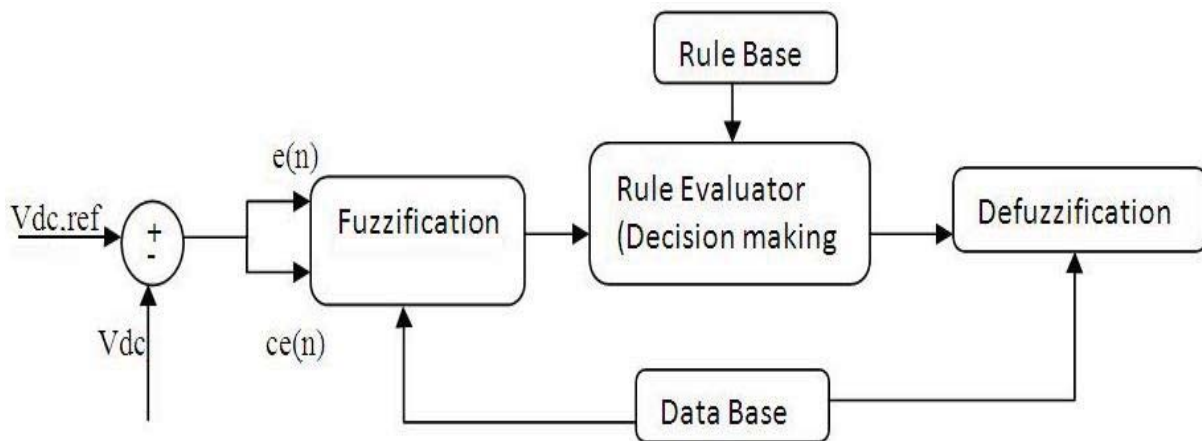 Rule Base
e(n)
Vdc.ref
+
-
Fuzzification
Rule Evaluator
(Decision making
Defuzzification
Vdc
ce(n)
Data Base